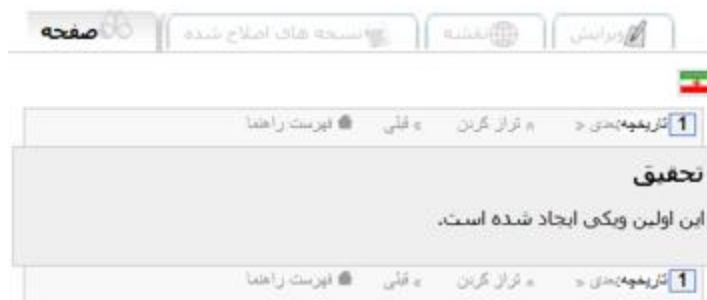 ویرایش نقشه نسخه های اصلاح شده صفحه
1 تاریخچه: بعدی » ^ تراز کردن « قبلی فهرست راهنما
تحقیق
این اولین ویکی ایجاد شده است.
1 تاریخچه: بعدی » ^ تراز کردن « قبلی فهرست راهنما